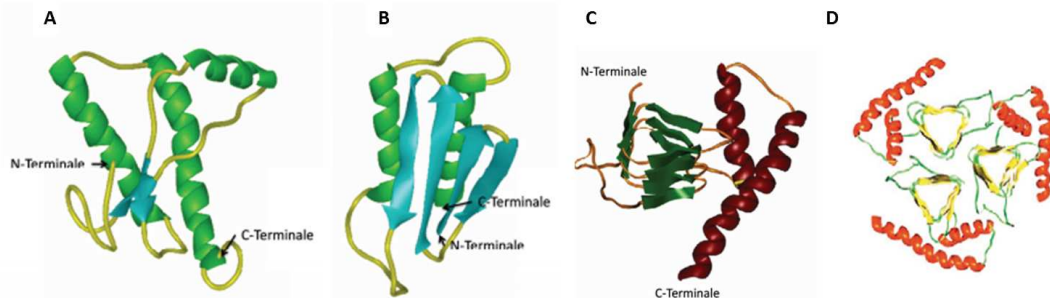 A
B
C
D
N-Terminale
C-Terminale
C-Terminale
N-Terminale
N-Terminale
C-Terminale